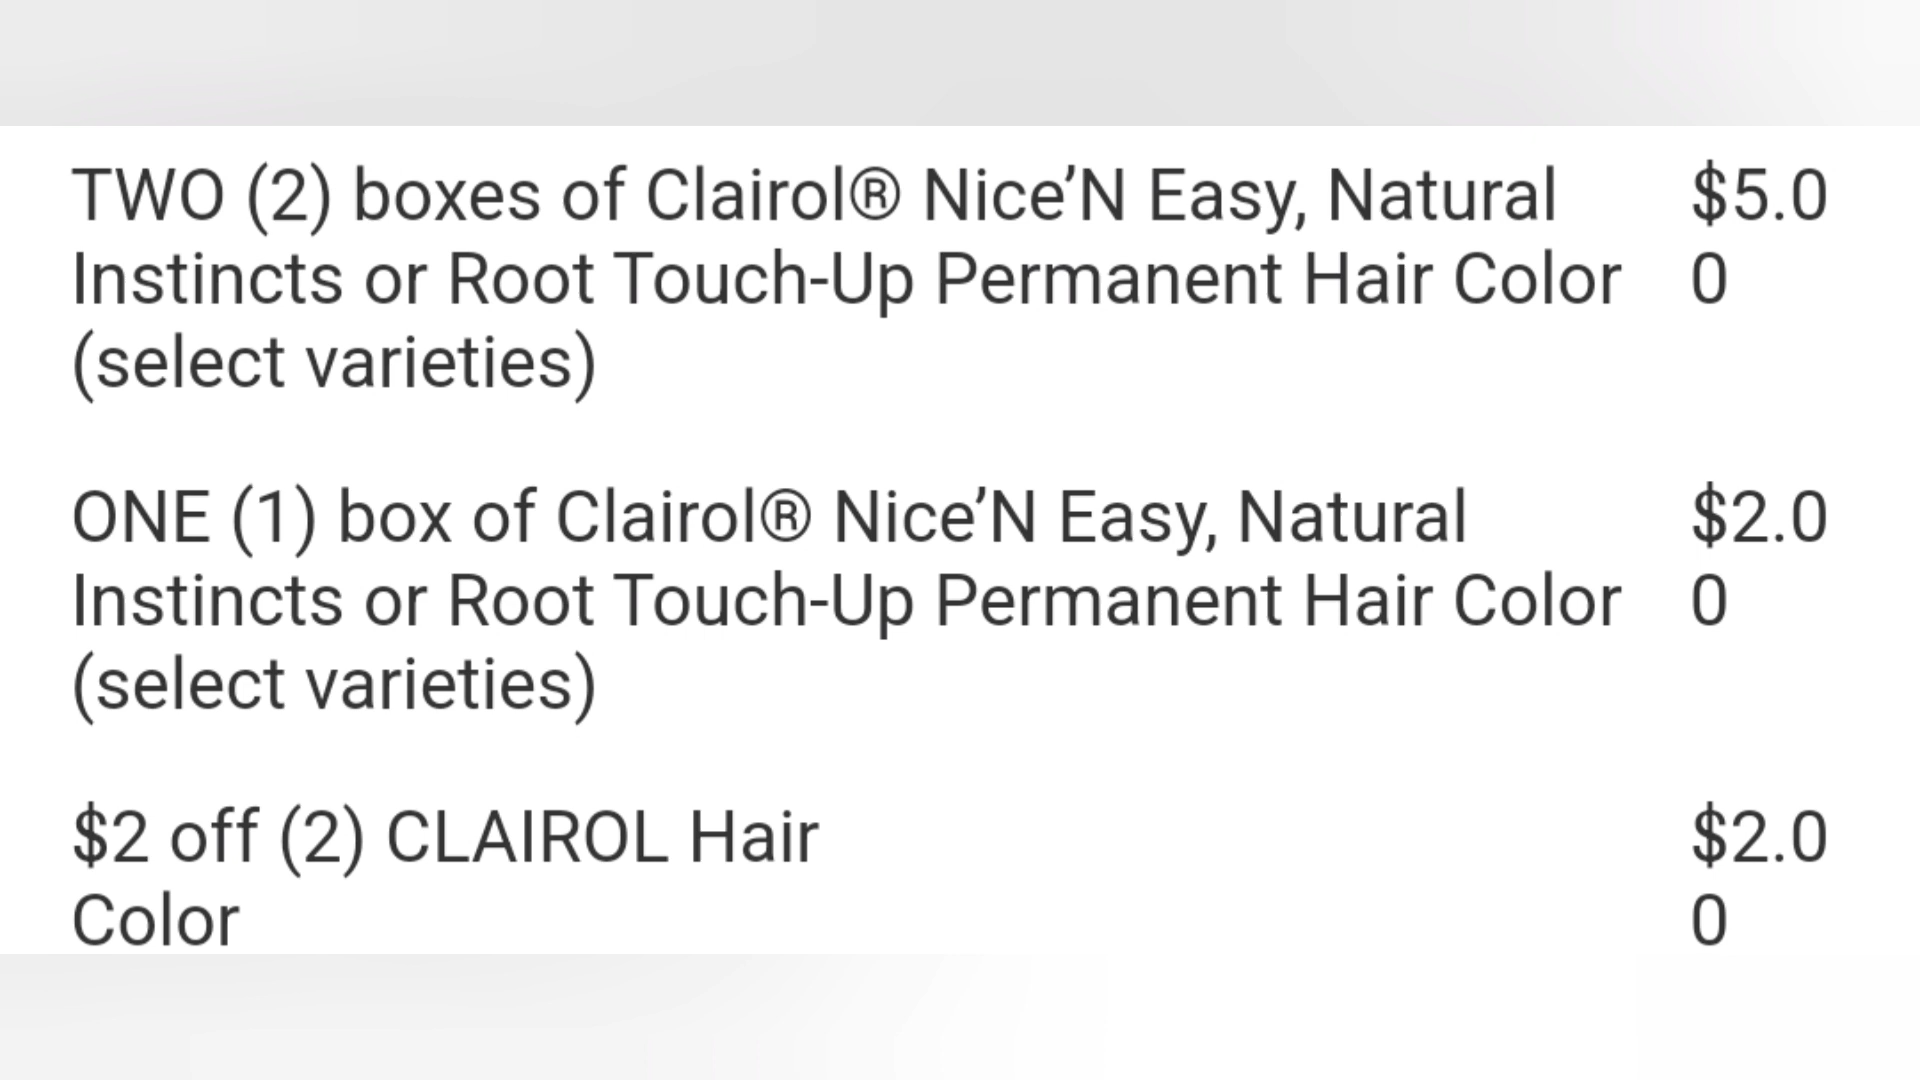 TWO (2) boxes of Clairol® Nice’N Easy, Natural $5.0
Instincts or Root Touch-Up Permanent Hair Color 0
(select varieties)
ONE (1) box of Clairol® Nice’N Easy, Natural $2.0
Instincts or Root Touch-Up Permanent Hair Color 0
(select varieties)
$2 off (2) CLAIROL Hair $2.0
Color 0